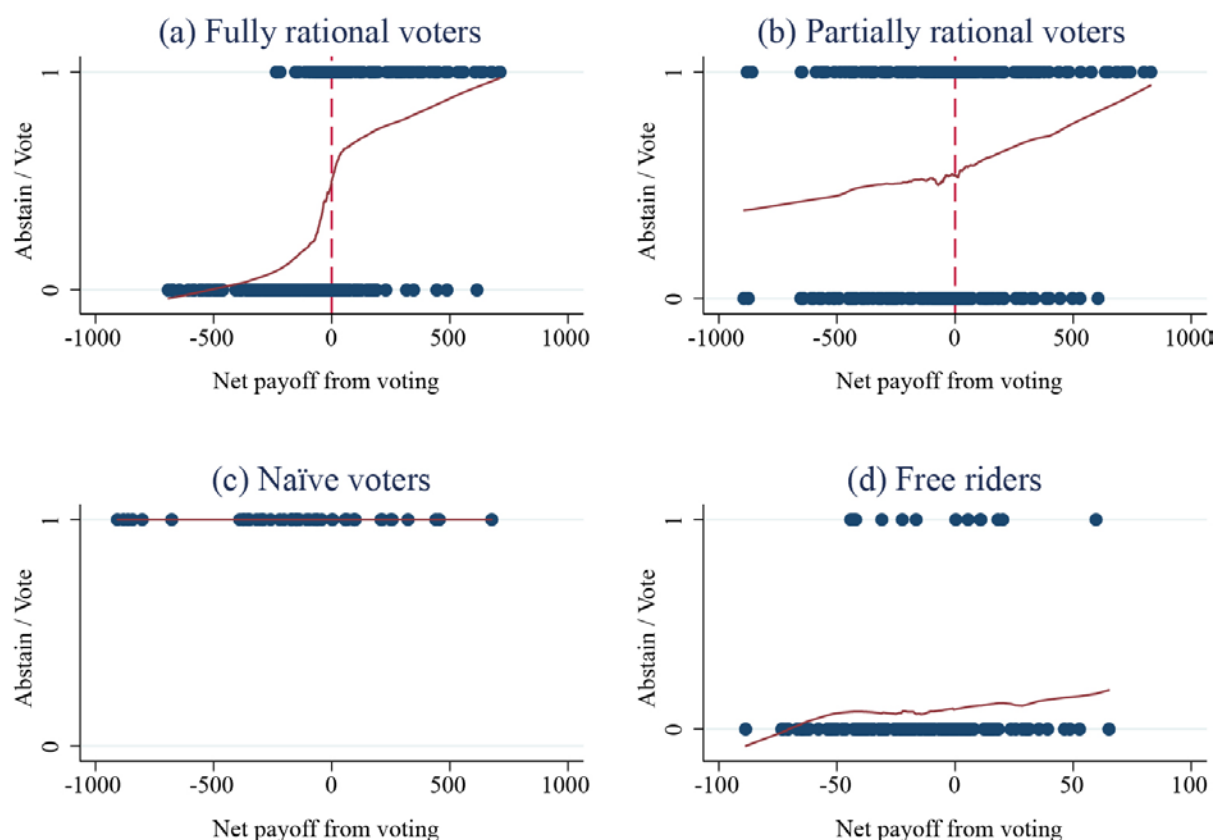 (a) Fully rational voters
Abstain / Vote
1
0
-1000 -500 0 500 1000
Net payoff from voting
(b) Partially rational voters
Abstain / Vote
1
0
-1000 -500 0 500 1000
Net payoff from voting
(c) Naïve voters
Abstain / Vote
1
0
-1000 -500 0 500 1000
Net payoff from voting
(d) Free riders
Abstain / Vote
1
0
-100 -50 0 50 100
Net payoff from voting